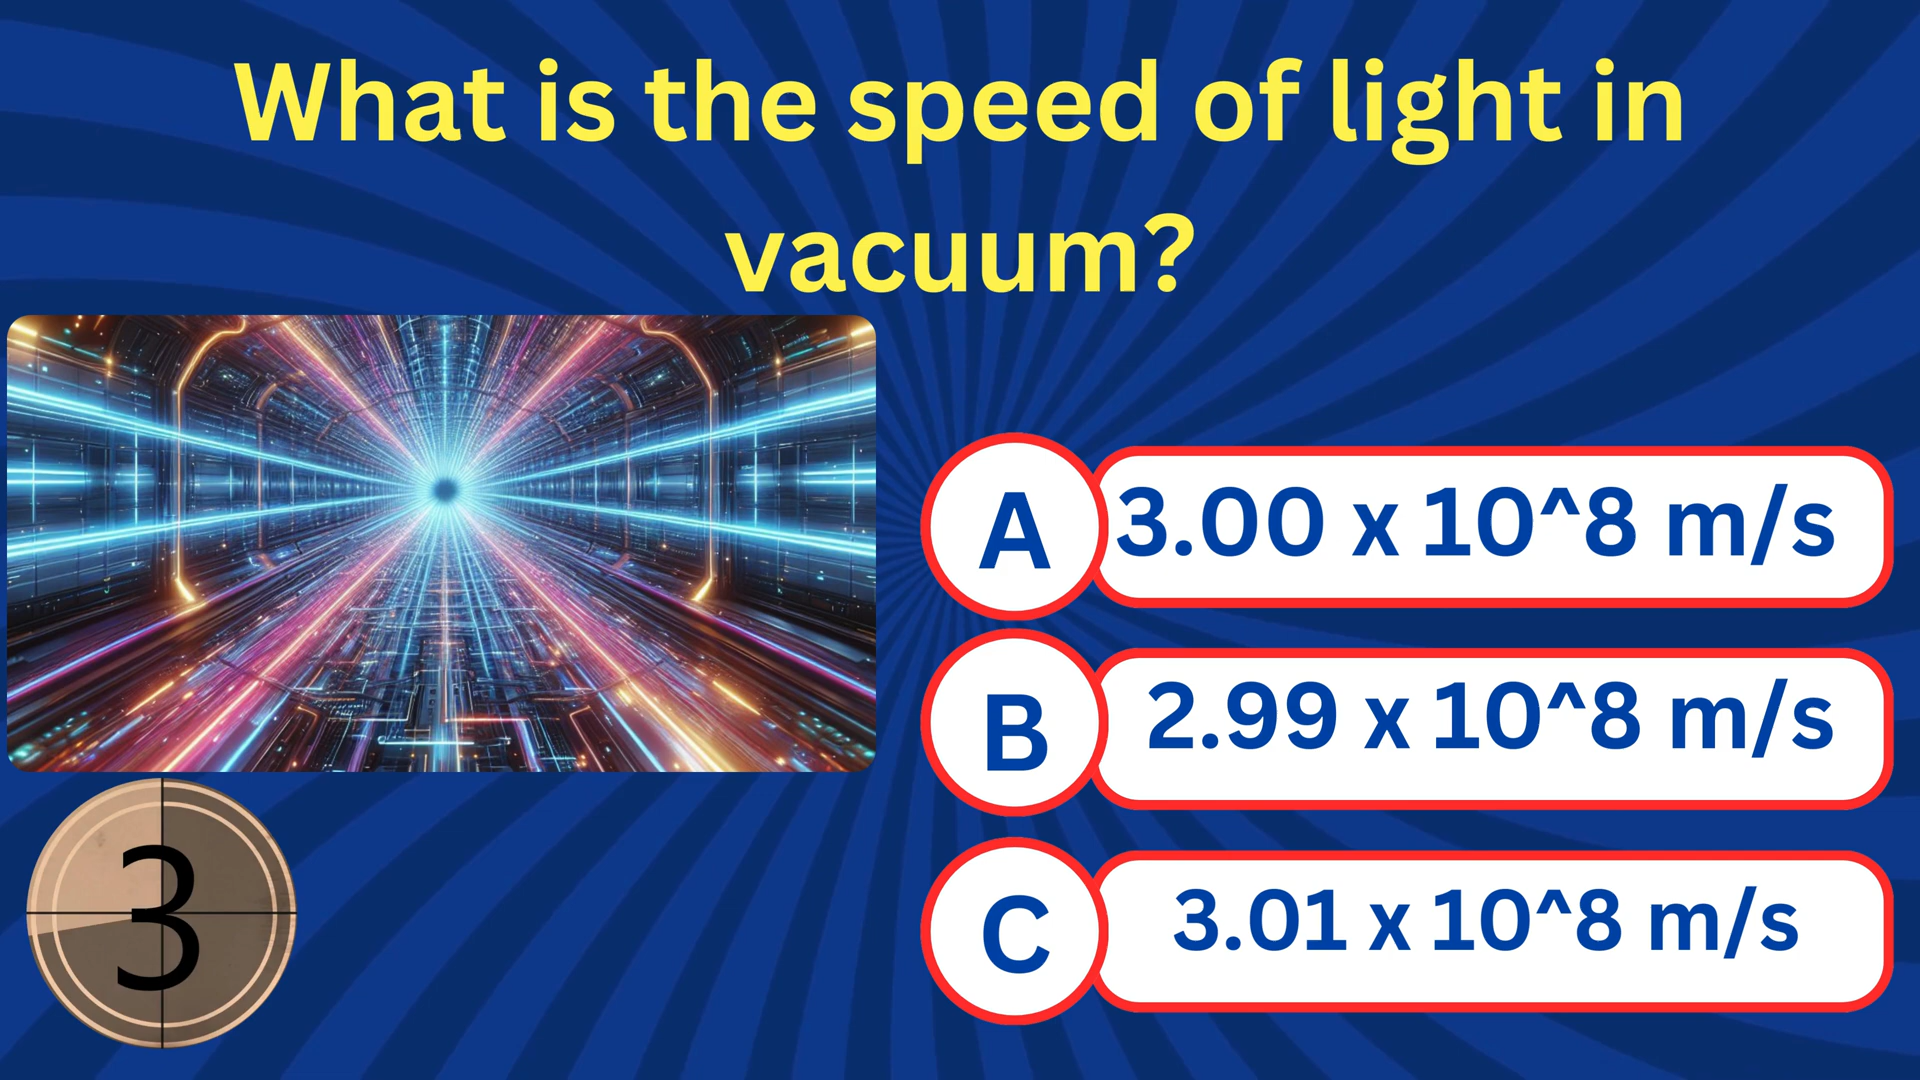 What is the speed of light in
vacuum?
A 3.00 x 10^8 m/s
B 2.99 x 10^8 m/s
3
C 3.01 x 10^8 m/s